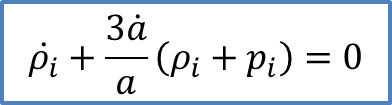 ρ̇ᵢ + 3ȧ/a (ρᵢ + pᵢ) = 0